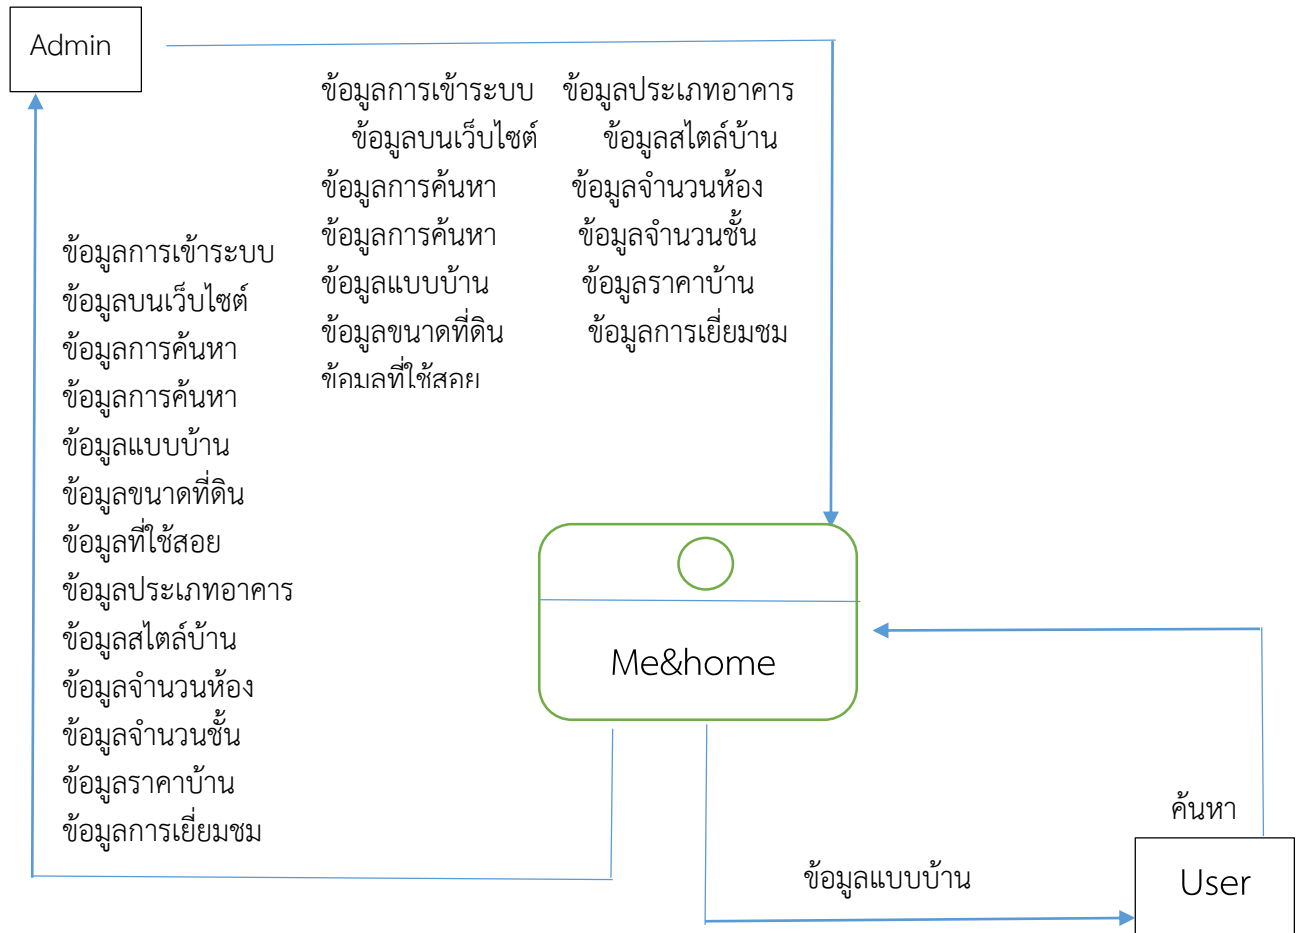 Admin
ข้อมูลการเข้าระบบ ข้อมูลประเภทอาคาร
ข้อมูลบนเว็บไซต์ ข้อมูลสไตล์บ้าน
ข้อมูลการค้นหา ข้อมูลจำนวนห้อง
ข้อมูลการค้นหา ข้อมูลจำนวนชั้น
ข้อมูลแบบบ้าน ข้อมูลราคาบ้าน
ข้อมูลขนาดที่ดิน ข้อมูลการเยี่ยมชม
ข้อมูลที่ใช้สอย
ข้อมูลการเข้าระบบ
ข้อมูลบนเว็บไซต์
ข้อมูลการค้นหา
ข้อมูลการค้นหา
ข้อมูลแบบบ้าน
ข้อมูลขนาดที่ดิน
ข้อมูลที่ใช้สอย
ข้อมูลประเภทอาคาร
ข้อมูลสไตล์บ้าน
ข้อมูลจำนวนห้อง
ข้อมูลจำนวนชั้น
ข้อมูลราคาบ้าน
ข้อมูลการเยี่ยมชม
Me&home
ค้นหา
ข้อมูลแบบบ้าน
User